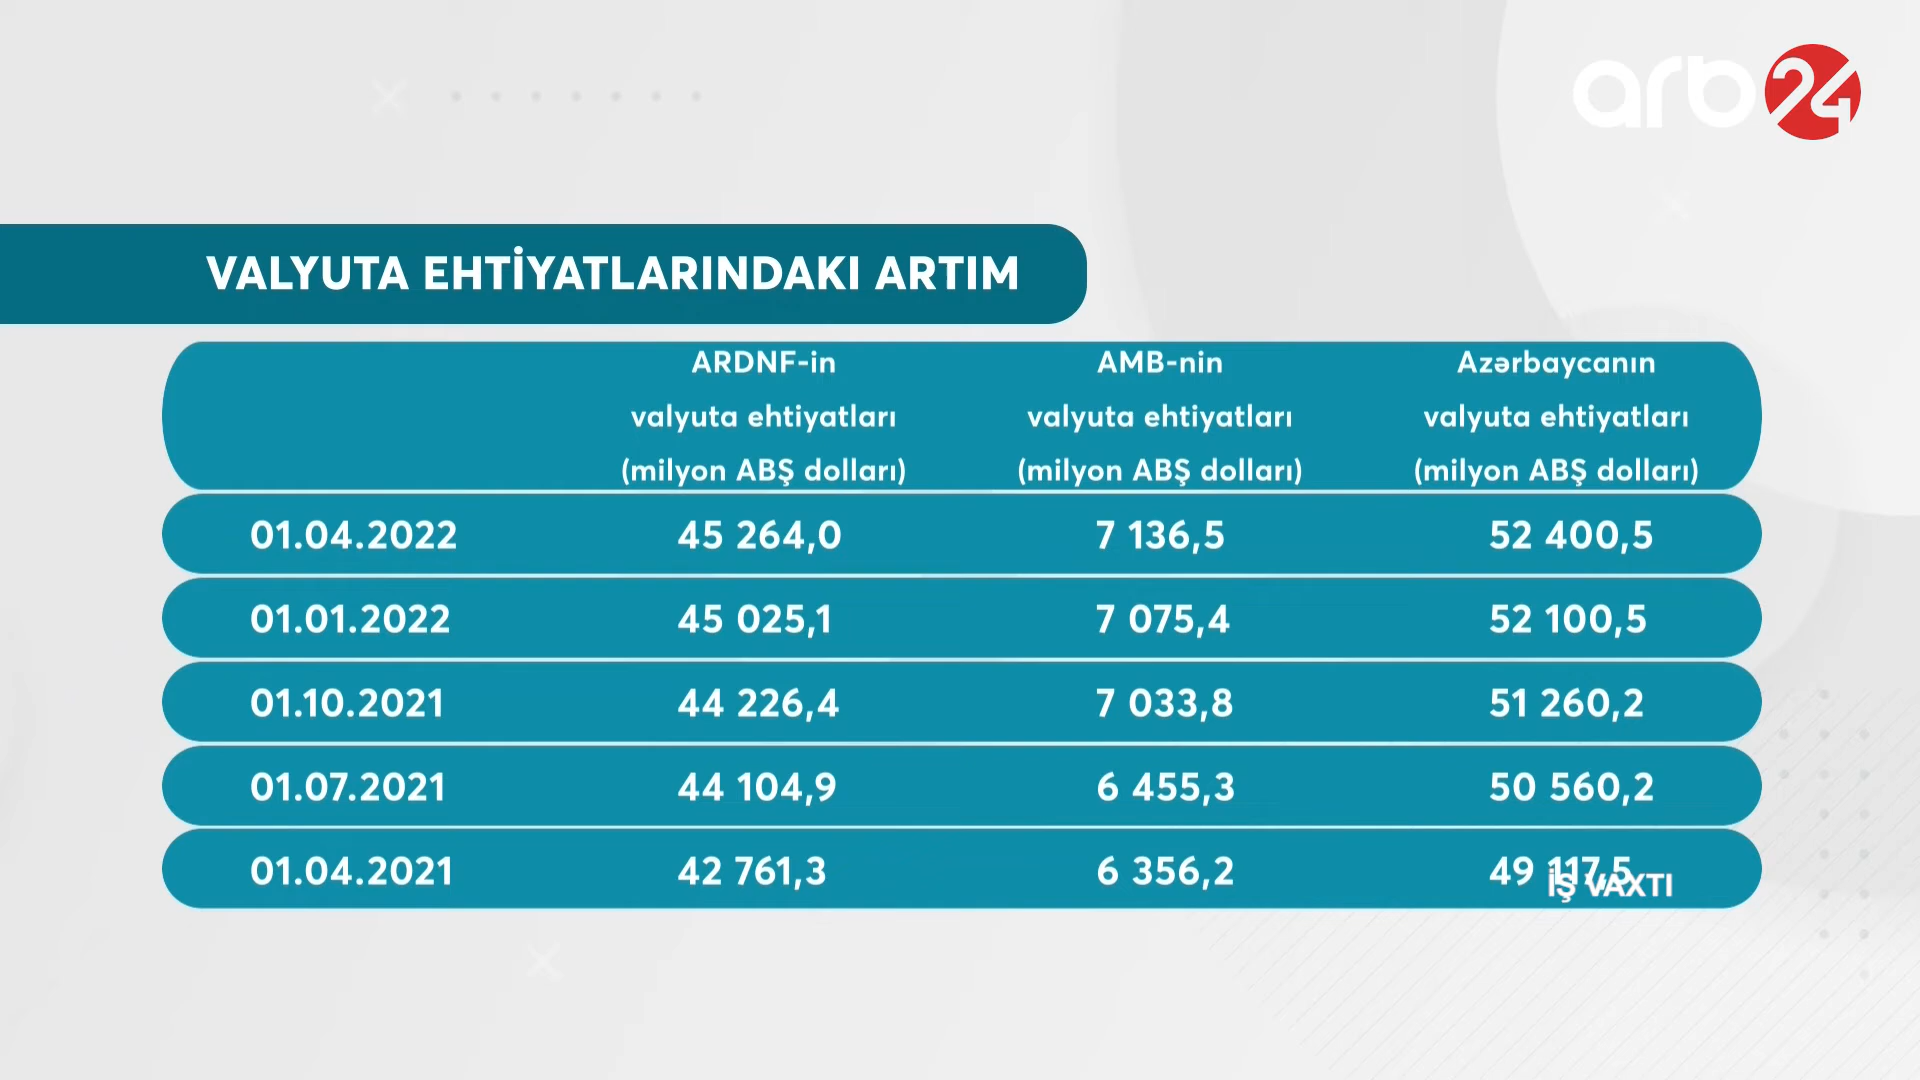 arb24
VALYUTA EHTİYATLARINDAKI ARTIM
ARDNF-in
valyuta ehtiyatları
(milyon ABŞ dolları)
AMB-nin
valyuta ehtiyatları
(milyon ABŞ dolları)
Azərbaycanın
valyuta ehtiyatları
(milyon ABŞ dolları)
01.04.2022 45 264,0 7 136,5 52 400,5
01.01.2022 45 025,1 7 075,4 52 100,5
01.10.2021 44 226,4 7 033,8 51 260,2
01.07.2021 44 104,9 6 455,3 50 560,2
01.04.2021 42 761,3 6 356,2 49 117,5
İŞ VAXTI